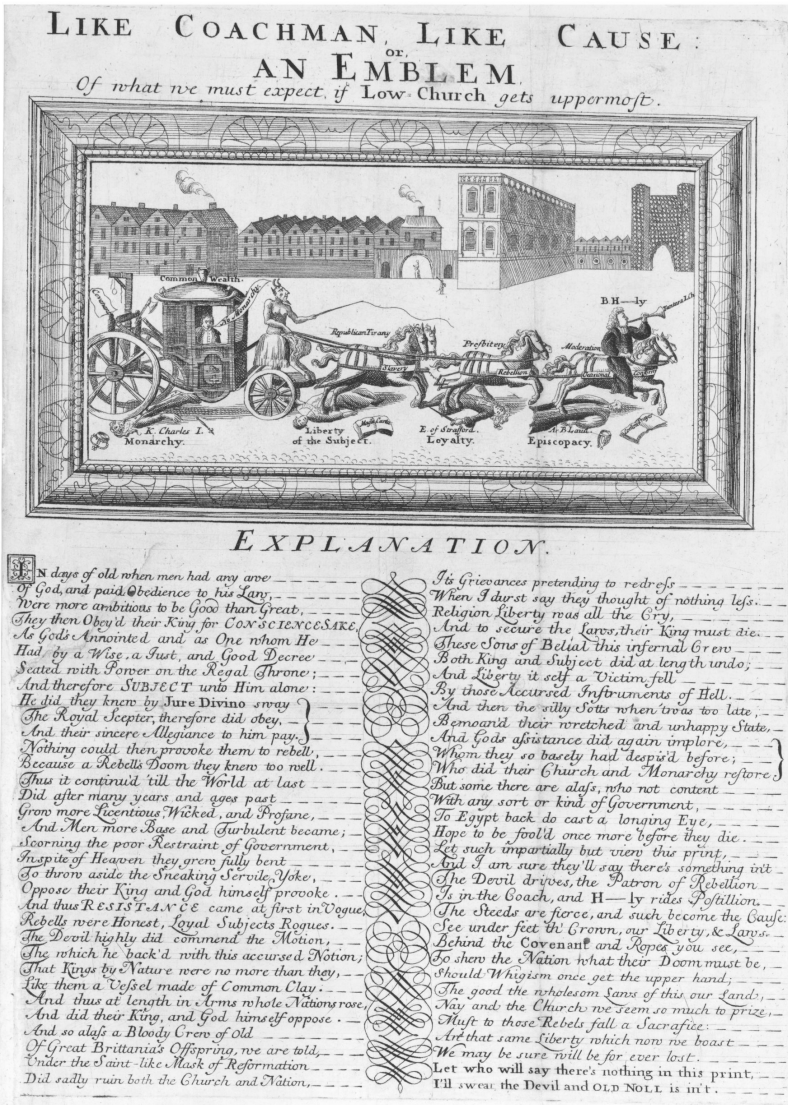 LIKE COACHMAN, LIKE CAUSE:
or,
AN EMBLEM
Of what we must expect, if Low-Church gets uppermost.
Common Wealth.
B. H—ly
Republican Tirany
Presbitery
Moderation
Slavery
Rebellion
Occasional
K. Charles I.
Monarchy.
Liberty
of the Subject.
Magna Carta
E. of Strafford.
Loyalty.
A. B. Laud.
Episcopacy.
EXPLANATION.
IN days of old when men had any awe
Of God, and paid Obedience to his Law,
Were more ambitious to be Good than Great,
They then Obey'd their King for CONSCIENCE SAKE,
As Gods Annointed and as One whom He
Had, by a Wise, a Just, and Good Decree
Seated with Power on the Regal Throne;
And therefore SUBJECT unto Him alone:
He did they knew by Jure Divino sway
The Royal Scepter, therefore did obey,
And their sincere Allegiance to him pay.
Nothing could then provoke them to rebell,
Because a Rebells Doom they knew too well.
Thus it continu'd 'till the World at last
Did after many years and ages past
Grow more Licentious, Wicked, and Profane,
And Men more Base and Turbulent became;
Scorning the poor Restraint of Government,
In spite of Heaven they grew fully bent
To throw aside the Sneaking Servile, Yoke,
Oppose their King and God himself provoke.
And thus RESISTANCE came at first in Vogue,
Rebells were Honest, Loyal Subjects Rogues.
The Devil highly did commend the Motion,
The which he back'd with this accursed Notion;
That Kings by Nature were no more than they,
Like them a Vessel made of Common Clay.
And thus at length in Arms whole Nations rose,
And did their King, and God himself oppose.
And so alass a Bloody Crew of Old
Of Great Brittania's Offspring, we are told,
Under the Saint-like Mask of Reformation
Did sadly ruin both the Church and Nation,
Its Grievances pretending to redress
When I durst say they thought of nothing less.
Religion Liberty was all the Cry,
And to secure the Laws, their King must die.
These Sons of Belial this infernal Crew
Both King and Subject did at length undo;
And Liberty it self a Victim fell
By those Accursed Instruments of Hell.
And then the silly Sotts when 'twas too late,
Bemoan'd their wretched and unhappy State,
And Gods assistance did again implore,
Whom they so basely had despis'd before;
Who did their Church and Monarchy restore
But some there are alass, who not content
With any sort or kind of Government,
To Egypt back do cast a longing Eye,
Hope to be fool'd once more before they die.
Let such impartially but view this print,
And I am sure they'll say there's something in't
The Devil drives, the Patron of Rebellion
Is in the Coach, and H—ly rides Postillion.
The Steeds are fierce, and such become the Cause:
See under feet th' Crown, our Liberty, & Laws.
Behind the Covenant and Ropes you see,
To shew the Nation what their Doom must be,
Should Whigism once get the upper hand;
The good the wholesom Laws of this our Land,
Nay and the Church we seem so much to prize,
Must to those Rebels fall a Sacrafice:
And that same Liberty which now we boast
We may be sure will be for ever lost.
Let who will say there's nothing in this print,
I'll swear the Devil and OLD NOLL is in't.